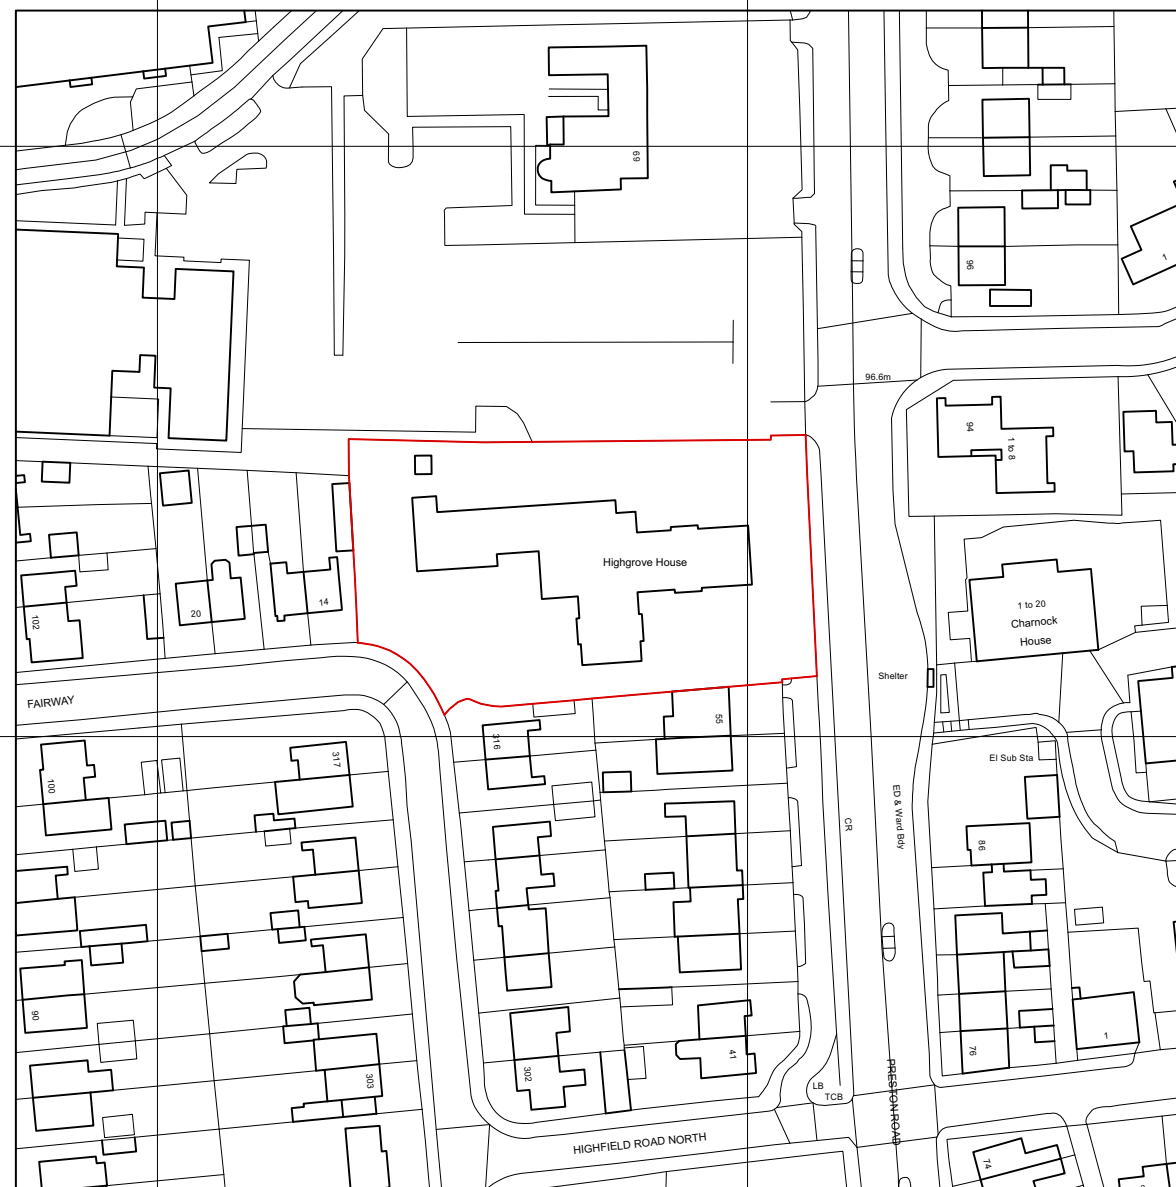 69
96
1
96.6m
94
1 to 8
Highgrove House
1 to 20
Charnock
House
20
14
102
Shelter
FAIRWAY
55
316
317
100
El Sub Sta
ED & Ward Bdy
CR
86
90
41
76
1
302
303
LB
TCB
PRESTON ROAD
HIGHFIELD ROAD NORTH
74